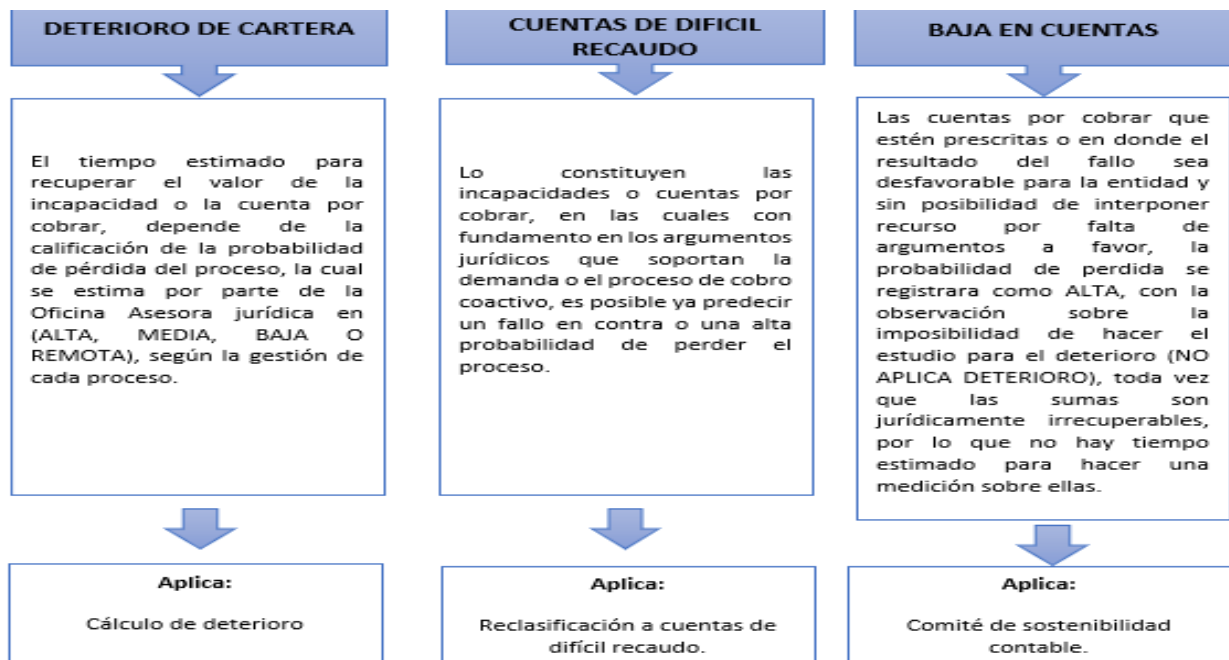 DETERIORO DE CARTERA
El tiempo estimado para
recuperar el valor de la
incapacidad o la cuenta por
cobrar, depende de la
calificación de la probabilidad
de pérdida del proceso, la cual
se estima por parte de la
Oficina Asesora jurídica en
(ALTA, MEDIA, BAJA O
REMOTA), según la gestión de
cada proceso.
Aplica:
Cálculo de deterioro
CUENTAS DE DIFICIL
RECAUDO
Lo constituyen las
incapacidades o cuentas por
cobrar, en las cuales con
fundamento en los argumentos
jurídicos que soportan la
demanda o el proceso de cobro
coactivo, es posible ya predecir
un fallo en contra o una alta
probabilidad de perder el
proceso.
Aplica:
Reclasificación a cuentas de
difícil recaudo.
BAJA EN CUENTAS
Las cuentas por cobrar que
estén prescritas o en donde el
resultado del fallo sea
desfavorable para la entidad y
sin posibilidad de interponer
recurso por falta de
argumentos a favor, la
probabilidad de perdida se
registrara como ALTA, con la
observación sobre la
imposibilidad de hacer el
estudio para el deterioro (NO
APLICA DETERIORO), toda vez
que las sumas son
jurídicamente irrecuperables,
por lo que no hay tiempo
estimado para hacer una
medición sobre ellas.
Aplica:
Comité de sostenibilidad
contable.